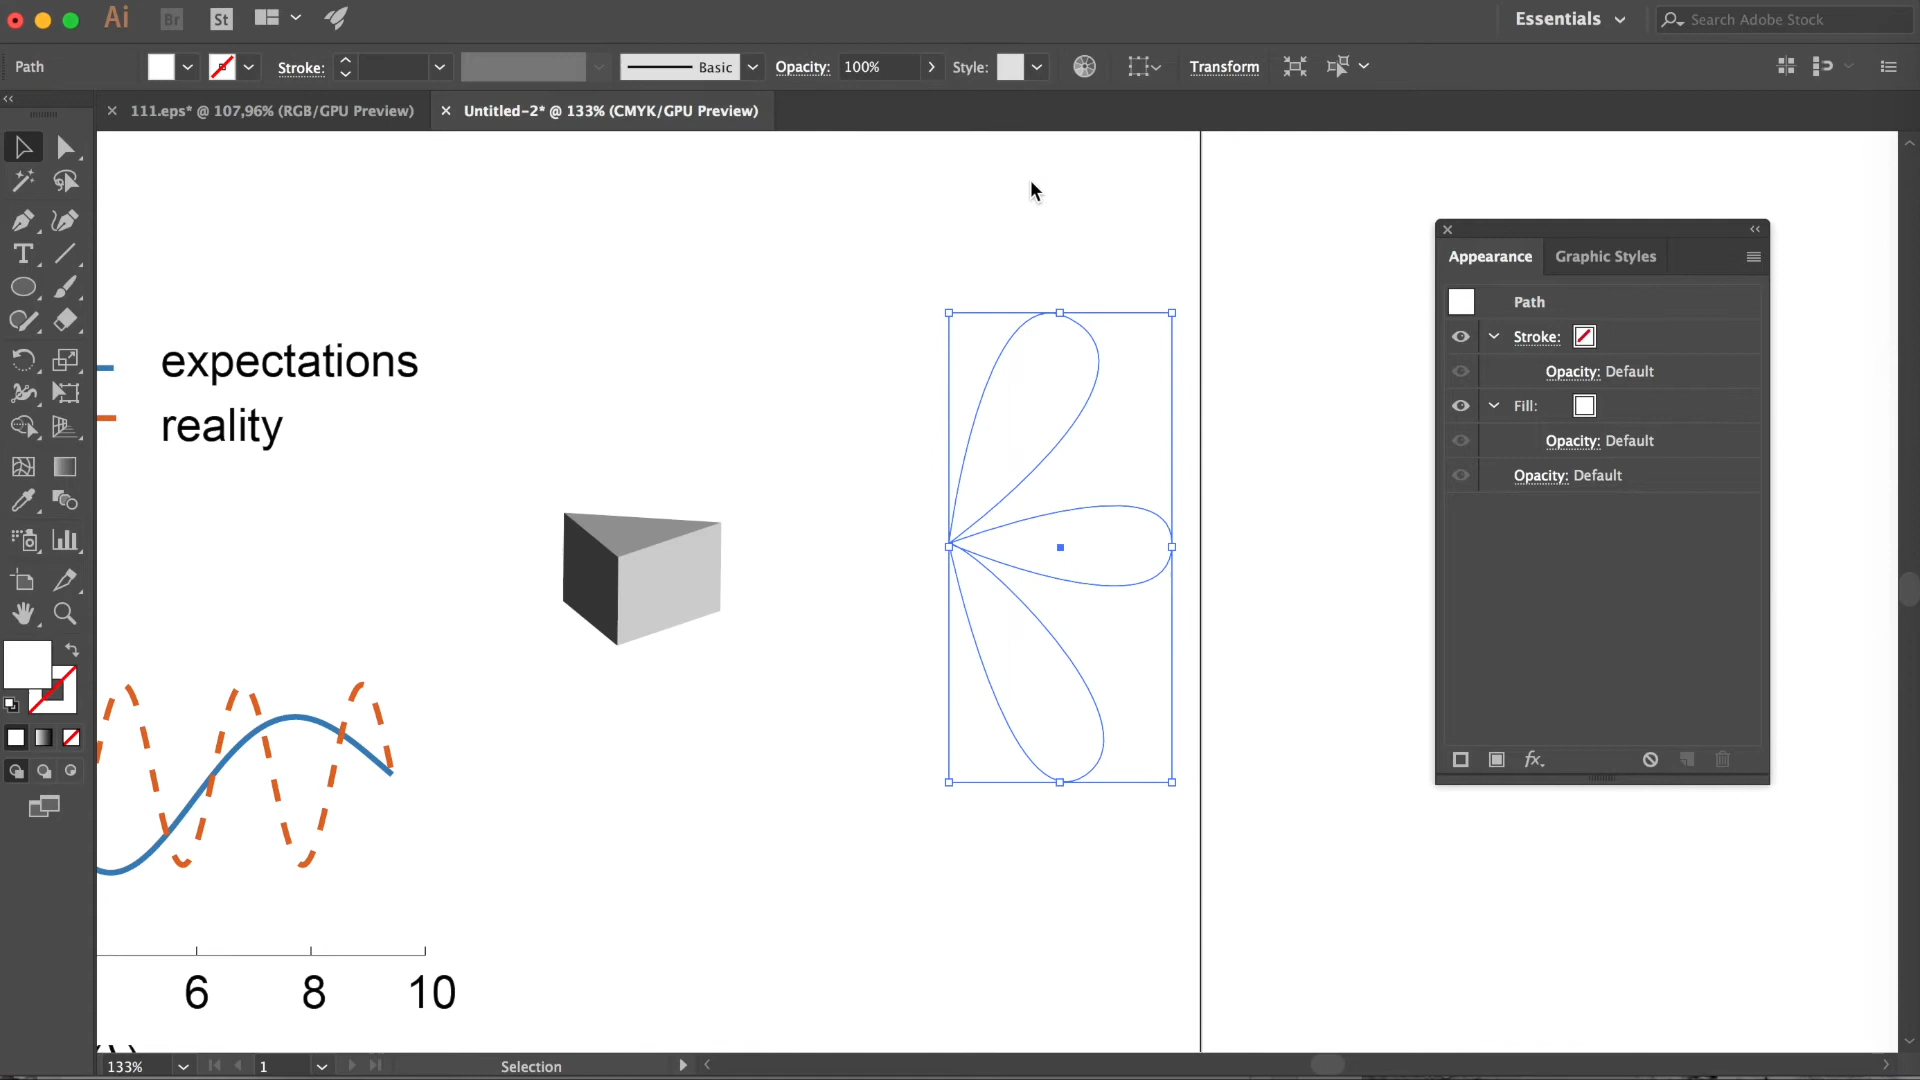 Ai Br St Essentials Search Adobe Stock
Path Stroke: Basic Opacity: 100% Style: Transform
111.eps* @ 107,96% (RGB/GPU Preview) Untitled-2* @ 133% (CMYK/GPU Preview)
Appearance Graphic Styles
Path
Stroke:
Opacity: Default
Fill:
Opacity: Default
Opacity: Default
fx
expectations
reality
6 8 10
133% 1 Selection